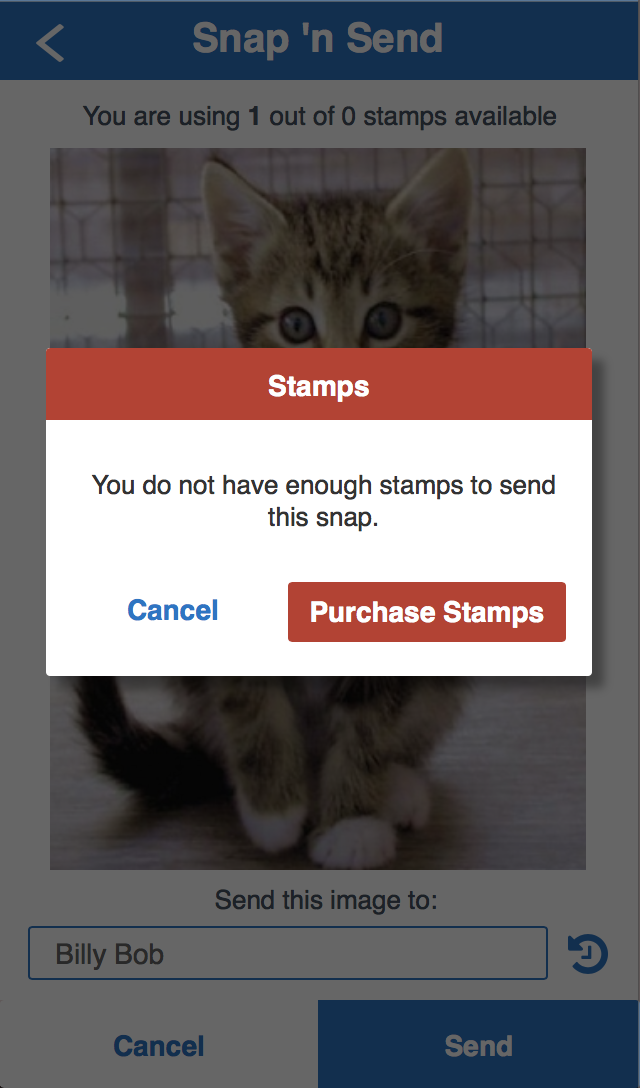 Snap 'n Send
You are using 1 out of 0 stamps available
Stamps
You do not have enough stamps to send
this snap.
Cancel
Purchase Stamps
Send this image to:
Billy Bob
Cancel
Send